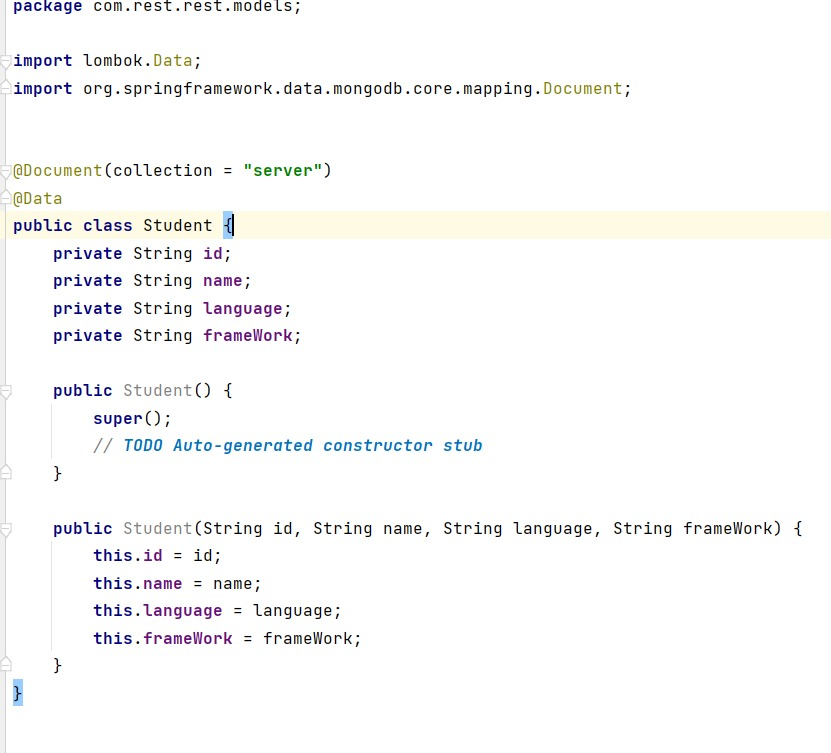 package com.rest.rest.models;
import lombok.Data;
import org.springframework.data.mongodb.core.mapping.Document;
@Document(collection = "server")
@Data
public class Student {
    private String id;
    private String name;
    private String language;
    private String frameWork;
    public Student() {
        super();
        // TODO Auto-generated constructor stub
    }
    public Student(String id, String name, String language, String frameWork) {
        this.id = id;
        this.name = name;
        this.language = language;
        this.frameWork = frameWork;
    }
}